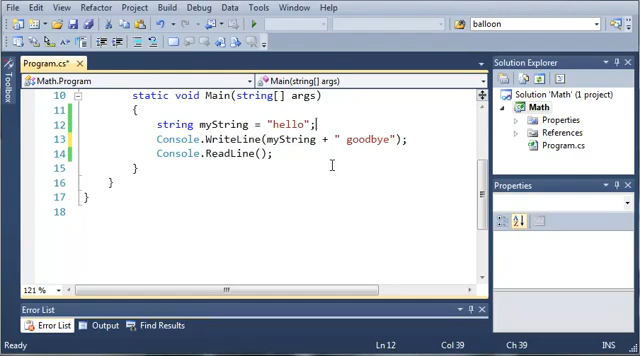 Edit View Refactor Project Build Debug Data Tools Test Window Help
balloon
Program.cs* ×
Math.Program
Main(string[] args)
10 static void Main(string[] args)
11 {
12 string myString = "hello";
13 Console.WriteLine(myString + " goodbye");
14 Console.ReadLine();
15 }
16 }
17 }
18
121 %
Toolbox
Solution Explorer
Solution 'Math' (1 project)
Math
Properties
References
Program.cs
Properties
Error List
Error List Output Find Results
Ready Ln 12 Col 39 Ch 39 INS